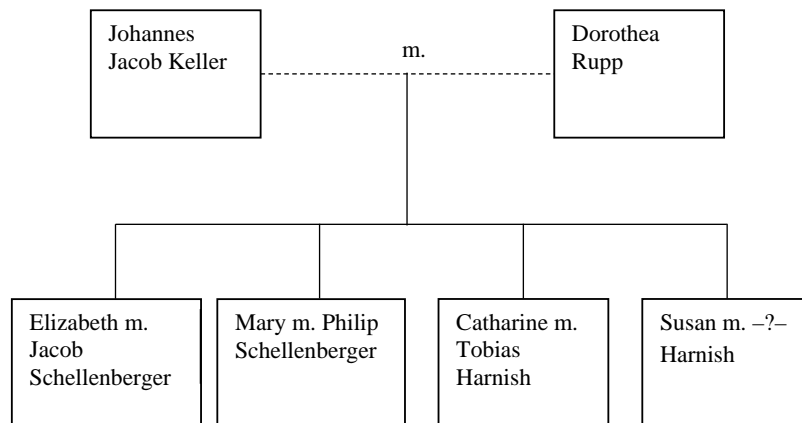 Johannes
Jacob Keller
m.
Dorothea
Rupp
Elizabeth m.
Jacob
Schellenberger
Mary m. Philip
Schellenberger
Catharine m.
Tobias
Harnish
Susan m. –?–
Harnish